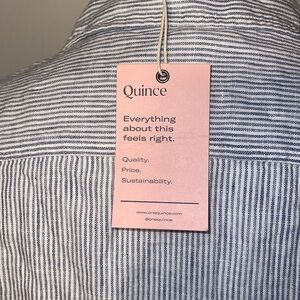 Quince
Everything
about this
feels right.
Quality.
Price.
Sustainability.
www.onequince.com
@onequince